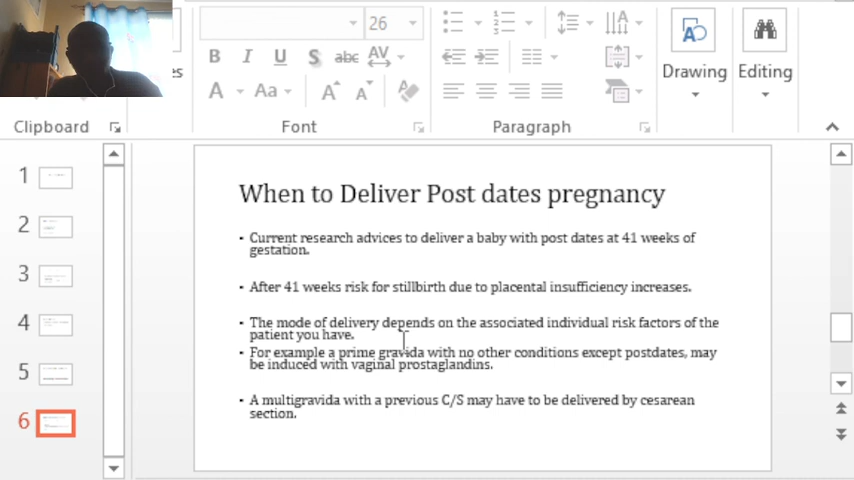 26
B I U S abc AV
A Aa A A
es
Drawing
Editing
Clipboard
Font
Paragraph
1
2
3
4
5
6
When to Deliver Post dates pregnancy
▪ Current research advices to deliver a baby with post dates at 41 weeks of
gestation.
▪ After 41 weeks risk for stillbirth due to placental insufficiency increases.
▪ The mode of delivery depends on the associated individual risk factors of the
patient you have.
▪ For example a prime gravida with no other conditions except postdates, may
be induced with vaginal prostaglandins.
▪ A multigravida with a previous C/S may have to be delivered by cesarean
section.